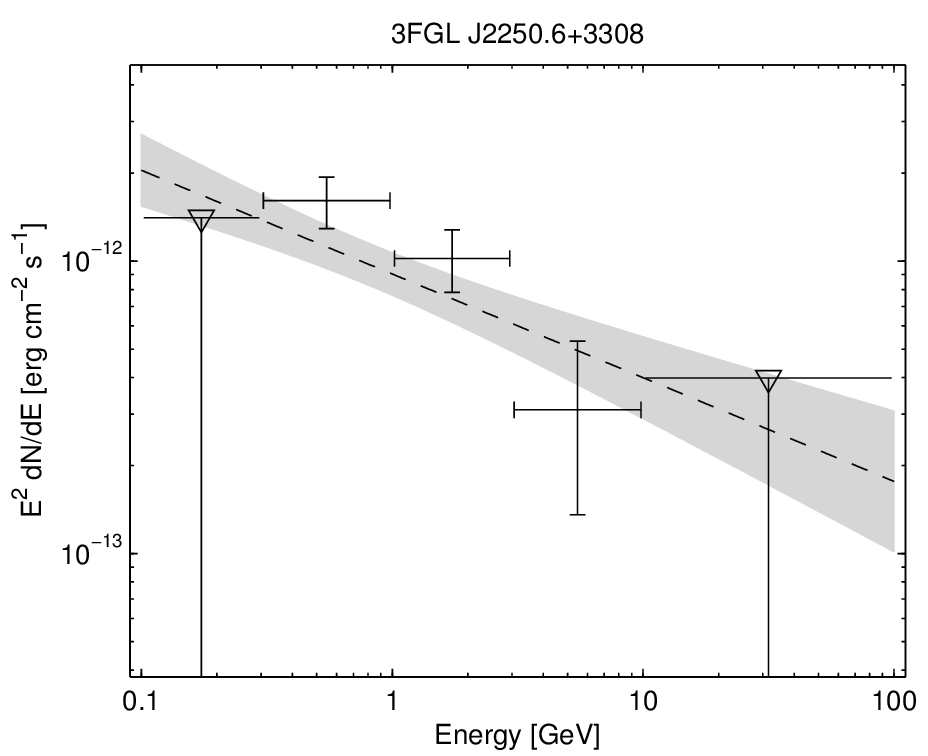 3FGL J2250.6+3308
E² dN/dE [erg cm⁻² s⁻¹]
10⁻¹²
10⁻¹³
0.1 1 10 100
Energy [GeV]